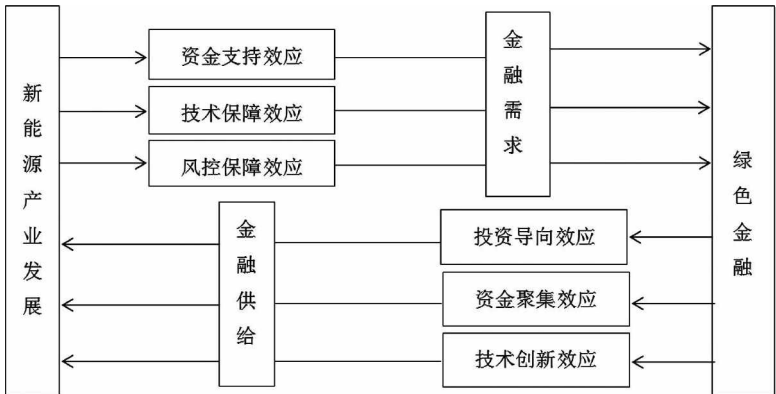 新能源产业发展
资金支持效应
技术保障效应
风控保障效应
金融需求
金融供给
投资导向效应
资金聚集效应
技术创新效应
绿色金融